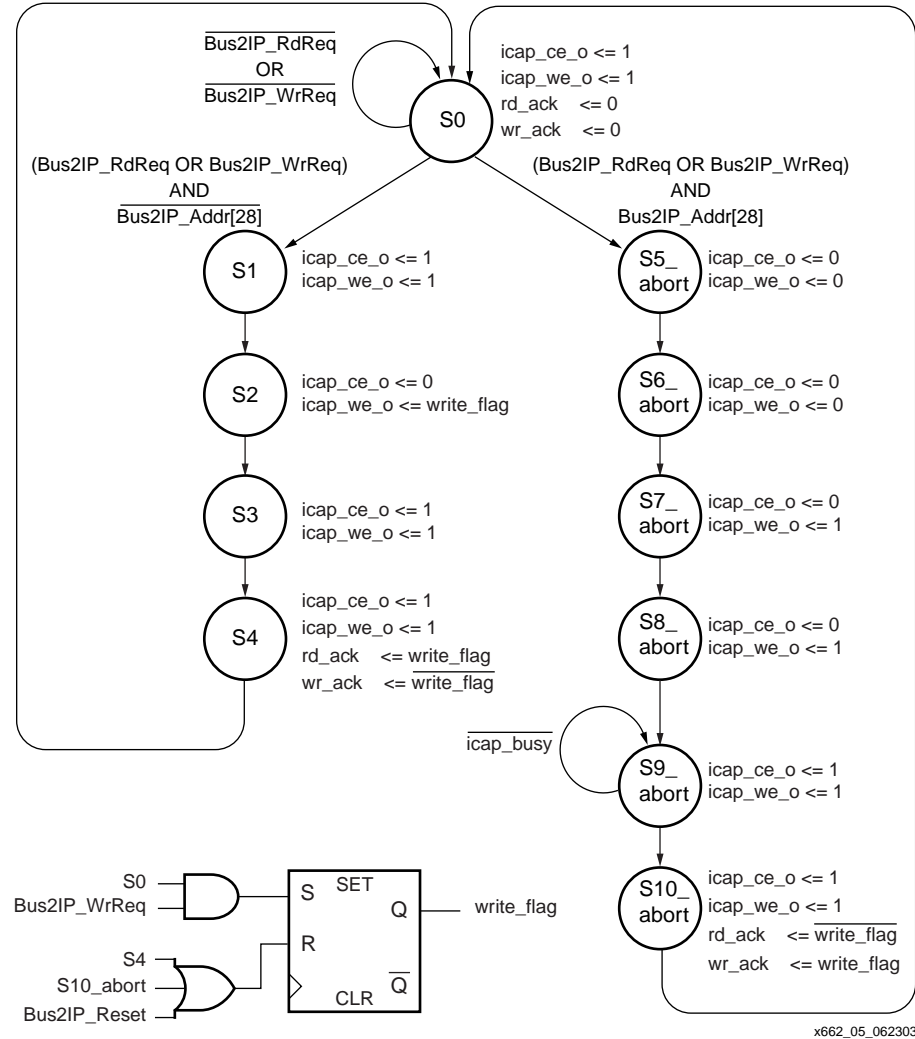 Bus2IP_RdReq
OR
Bus2IP_WrReq
icap_ce_o <= 1
icap_we_o <= 1
rd_ack <= 0
wr_ack <= 0
S0
(Bus2IP_RdReq OR Bus2IP_WrReq)
AND
Bus2IP_Addr[28]
(Bus2IP_RdReq OR Bus2IP_WrReq)
AND
Bus2IP_Addr[28]
S1
icap_ce_o <= 1
icap_we_o <= 1
S5_
abort
icap_ce_o <= 0
icap_we_o <= 0
S2
icap_ce_o <= 0
icap_we_o <= write_flag
S6_
abort
icap_ce_o <= 0
icap_we_o <= 0
S3
icap_ce_o <= 1
icap_we_o <= 1
S7_
abort
icap_ce_o <= 0
icap_we_o <= 1
S4
icap_ce_o <= 1
icap_we_o <= 1
rd_ack <= write_flag
wr_ack <= write_flag
S8_
abort
icap_ce_o <= 0
icap_we_o <= 1
icap_busy
S9_
abort
icap_ce_o <= 1
icap_we_o <= 1
S10_
abort
icap_ce_o <= 1
icap_we_o <= 1
rd_ack <= write_flag
wr_ack <= write_flag
S0
Bus2IP_WrReq
S4
S10_abort
Bus2IP_Reset
S
SET
Q
R
Q
CLR
write_flag
x662_05_062303